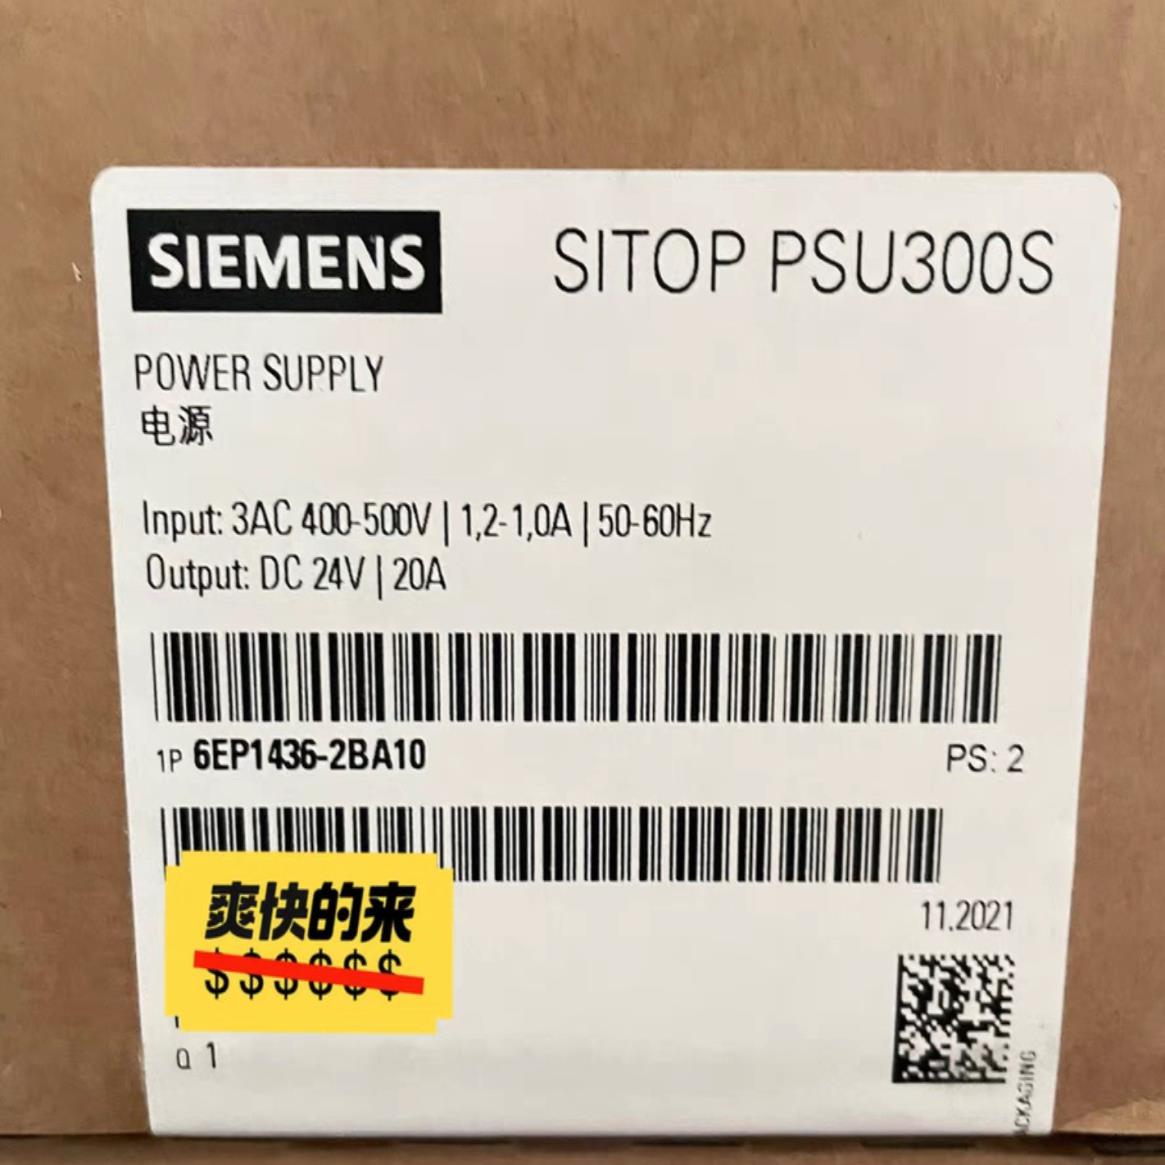 SIEMENS
SITOP PSU300S
POWER SUPPLY
电源
Input: 3AC 400-500V | 1,2-1,0A | 50-60Hz
Output: DC 24V | 20A
1P 6EP1436-2BA10
PS: 2
爽快的来
$$$$$$
11.2021
Q 1